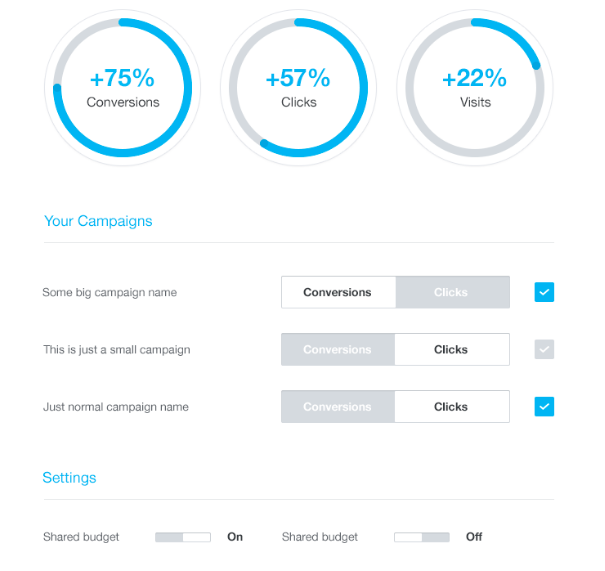 +75%
Conversions
+57%
Clicks
+22%
Visits
Your Campaigns
Some big campaign name
Conversions
Clicks
This is just a small campaign
Conversions
Clicks
Just normal campaign name
Conversions
Clicks
Settings
Shared budget
On
Shared budget
Off